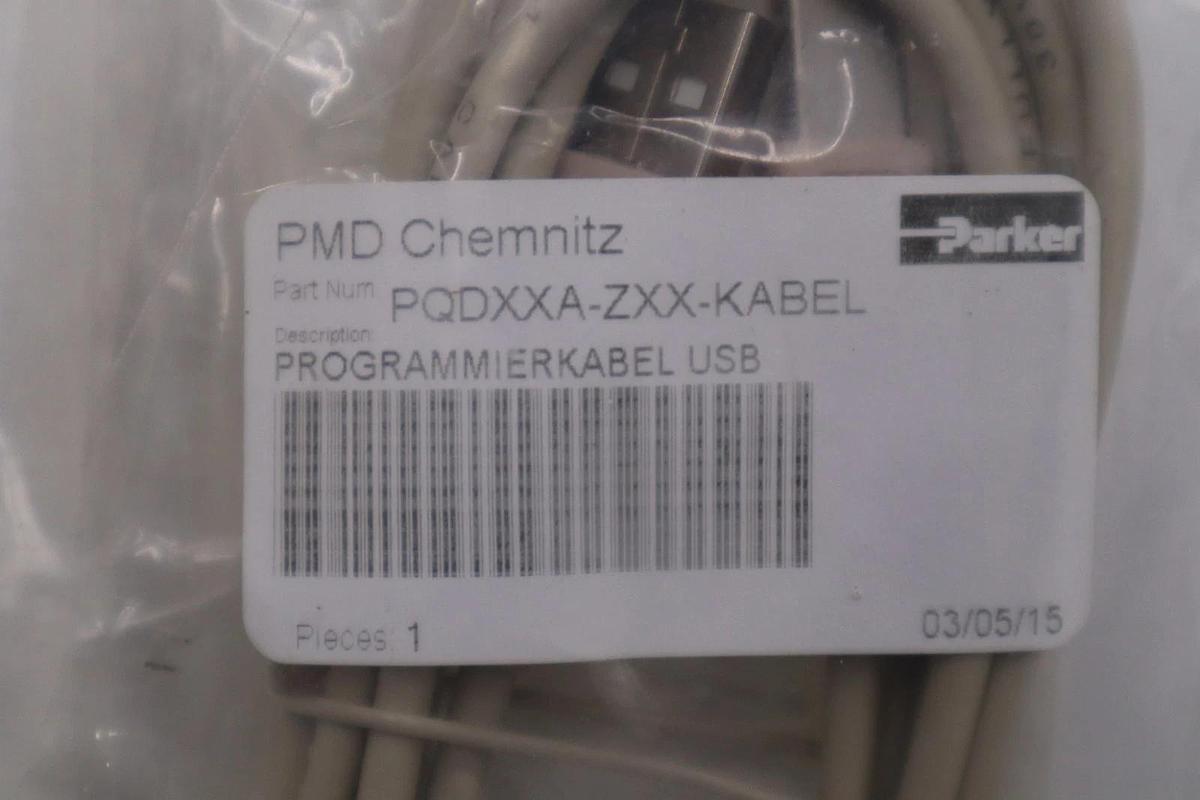 PMD Chemnitz
Parker
Part Num
PQDXXA-ZXX-KABEL
Description:
PROGRAMMIERKABEL USB
Pieces: 1
03/05/15